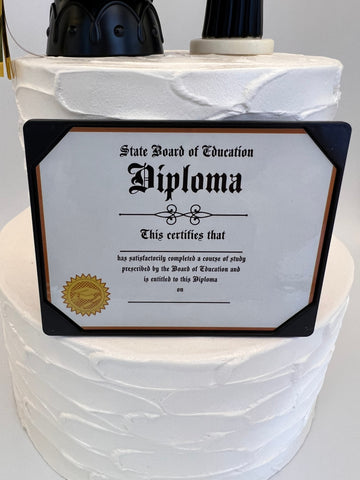 State Board of Education
Diploma
This certifies that
has satisfactorily completed a course of study
prescribed by the Board of Education and
is entitled to this Diploma
on